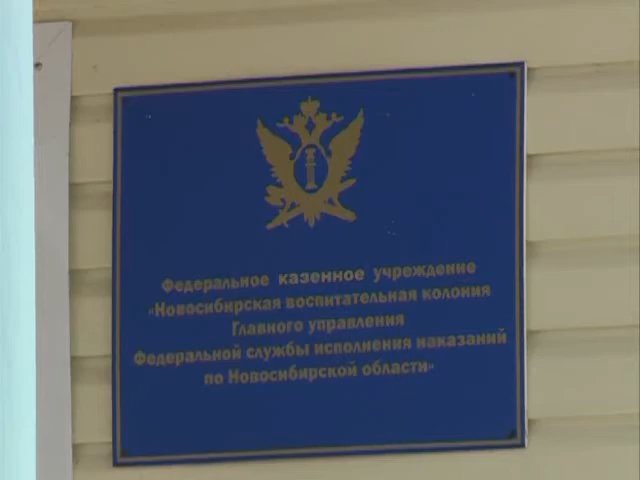 Федеральное казенное учреждение
«Новосибирская воспитательная колония
Главного управления
Федеральной службы исполнения наказаний
по Новосибирской области»